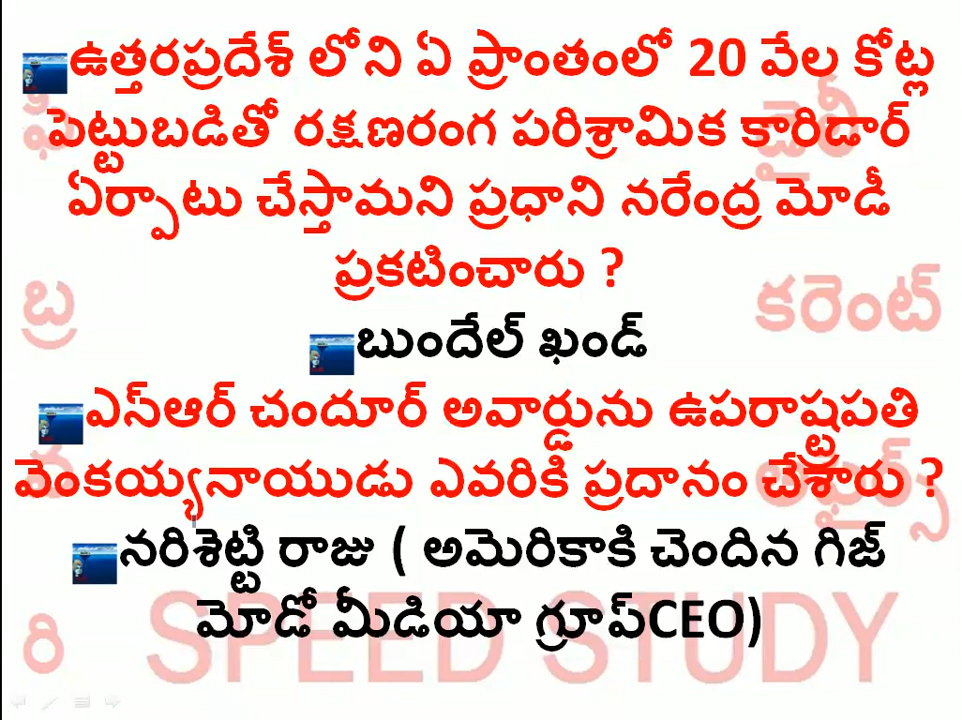 ఉత్తరప్రదేశ్ లోని ఏ ప్రాంతంలో 20 వేల కోట్ల
పెట్టుబడితో రక్షణరంగ పరిశ్రామిక కారిడార్
ఏర్పాటు చేస్తామని ప్రధాని నరేంద్ర మోడీ
ప్రకటించారు ?
బుందేల్ ఖండ్
ఎస్ఆర్ చందూర్ అవార్డును ఉపరాష్ట్రపతి
వెంకయ్యనాయుడు ఎవరికి ప్రదానం చేశారు ?
నరిశెట్టి రాజు ( అమెరికాకి చెందిన గిజ్
మోడో మీడియా గ్రూప్CEO)
బ్ర
కరెంట్
రి
SPEED STUDY